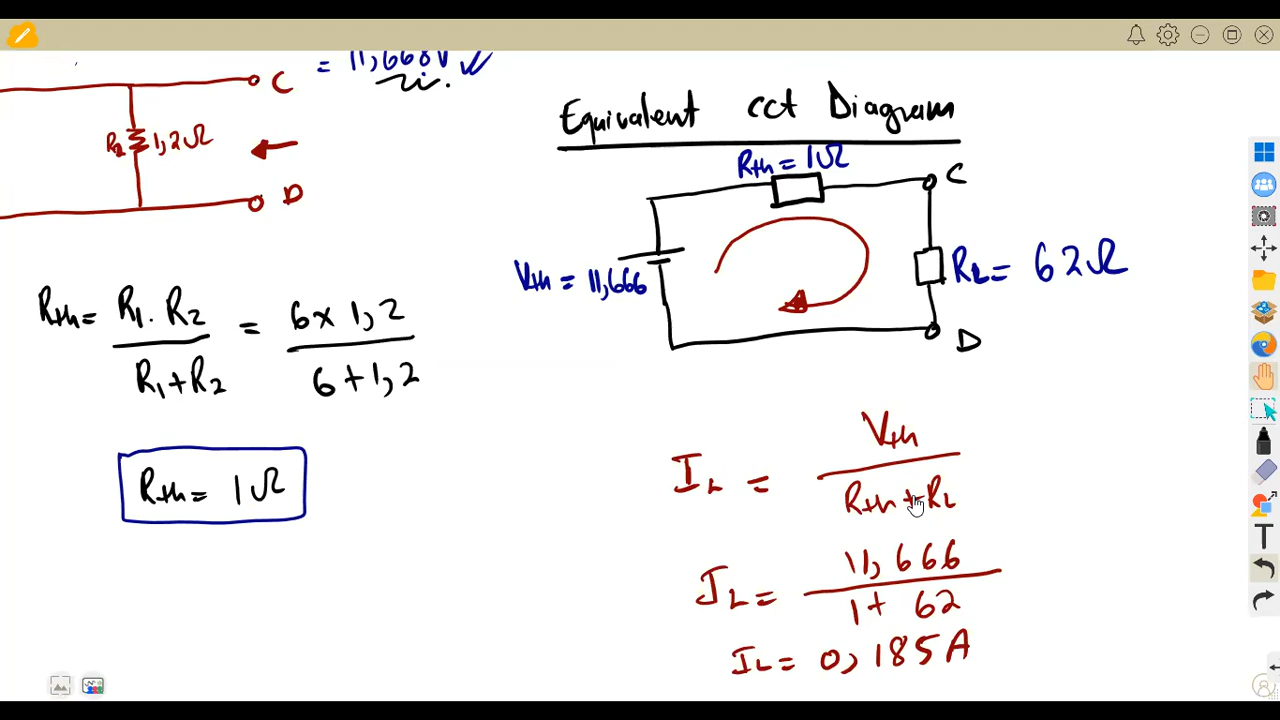 = 11,668V
C
R2 1,2Ω
D
Rth = R1 . R2 / R1 + R2 = 6 x 1,2 / 6 + 1,2
Rth = 1Ω
Equivalent cct Diagram
Rth = 1Ω
C
Vth = 11,666
RL = 62Ω
D
IL = Vth / Rth + RL
IL = 11,666 / 1 + 62
IL = 0,185A
T